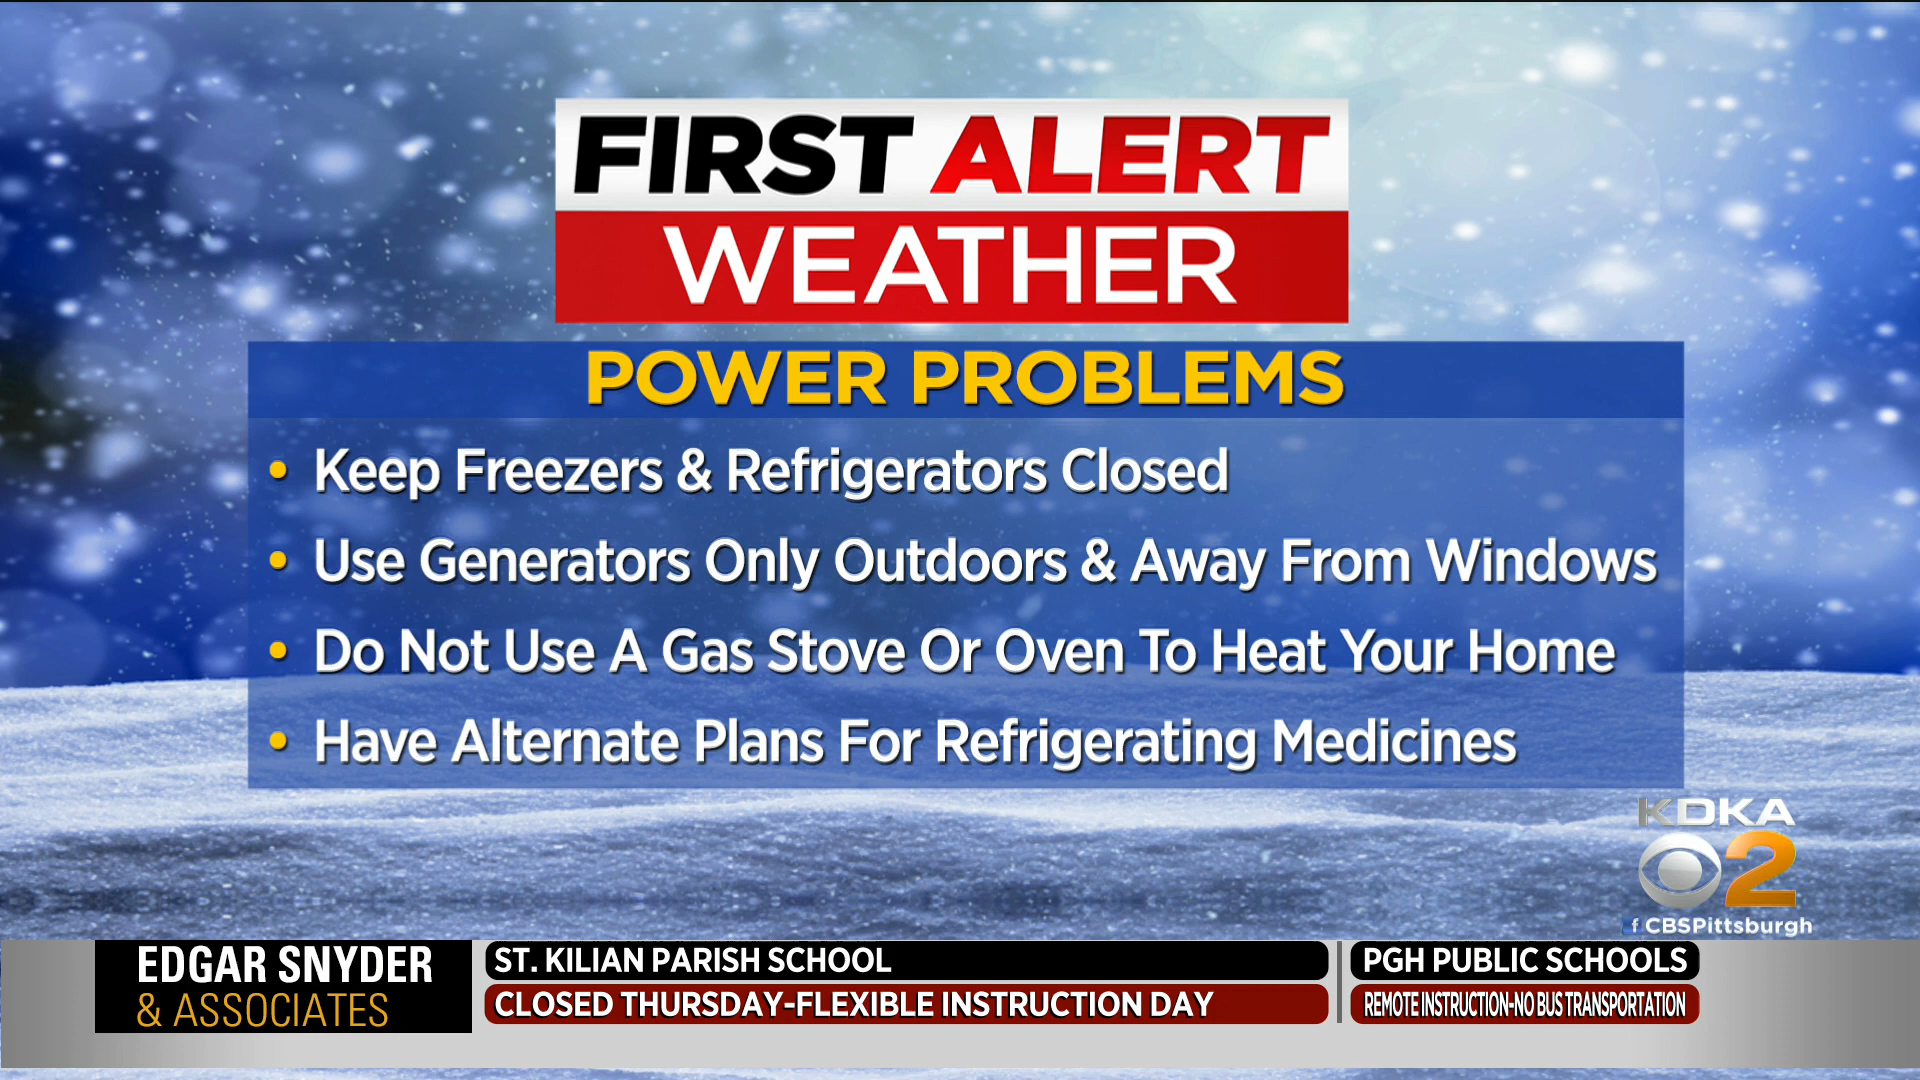 FIRST ALERT
WEATHER
POWER PROBLEMS
• Keep Freezers & Refrigerators Closed
• Use Generators Only Outdoors & Away From Windows
• Do Not Use A Gas Stove Or Oven To Heat Your Home
• Have Alternate Plans For Refrigerating Medicines
KDKA
2
f CBSPittsburgh
EDGAR SNYDER
& ASSOCIATES
ST. KILIAN PARISH SCHOOL
CLOSED THURSDAY-FLEXIBLE INSTRUCTION DAY
PGH PUBLIC SCHOOLS
REMOTE INSTRUCTION-NO BUS TRANSPORTATION